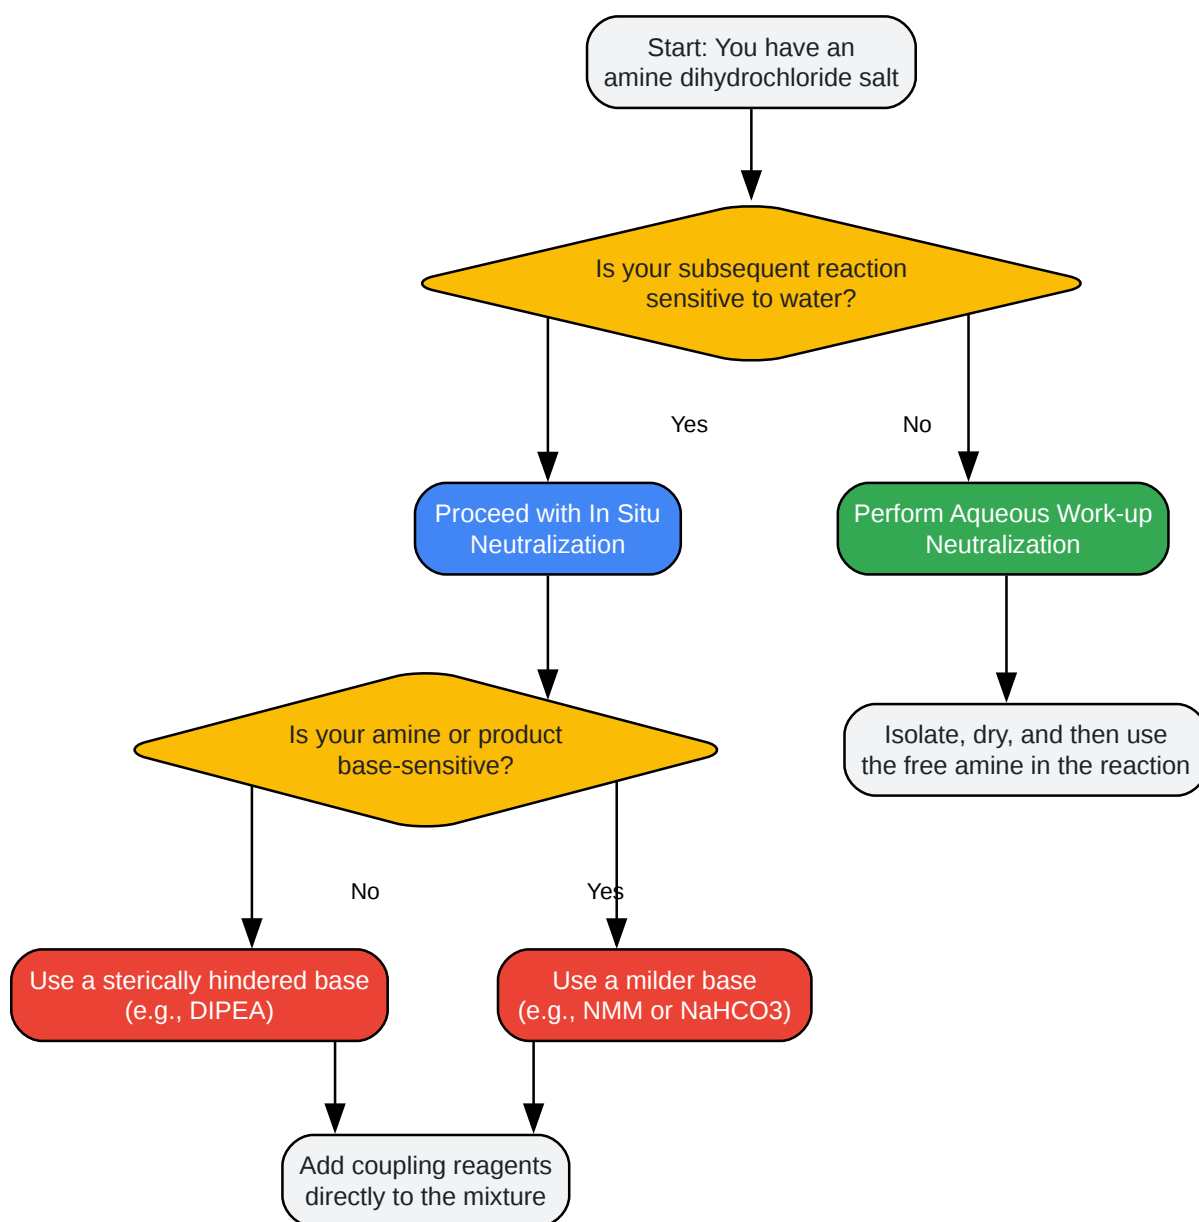 Start: You have an
amine dihydrochloride salt
Is your subsequent reaction
sensitive to water?
Yes
No
Proceed with In Situ
Neutralization
Perform Aqueous Work-up
Neutralization
Is your amine or product
base-sensitive?
Isolate, dry, and then use
the free amine in the reaction
No
Yes
Use a sterically hindered base
(e.g., DIPEA)
Use a milder base
(e.g., NMM or NaHCO3)
Add coupling reagents
directly to the mixture